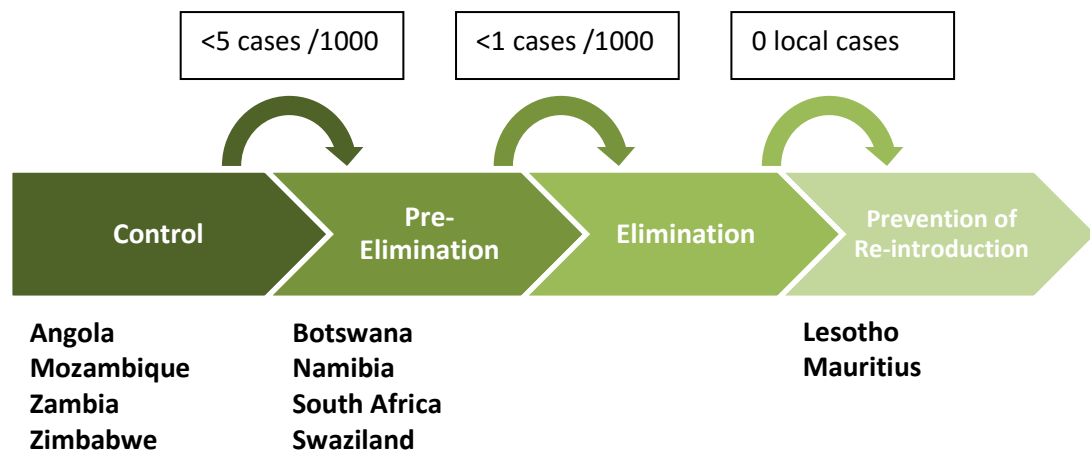 <5 cases /1000
<1 cases /1000
0 local cases
Control
Pre-
Elimination
Elimination
Prevention of
Re-introduction
Angola
Mozambique
Zambia
Zimbabwe
Botswana
Namibia
South Africa
Swaziland
Lesotho
Mauritius